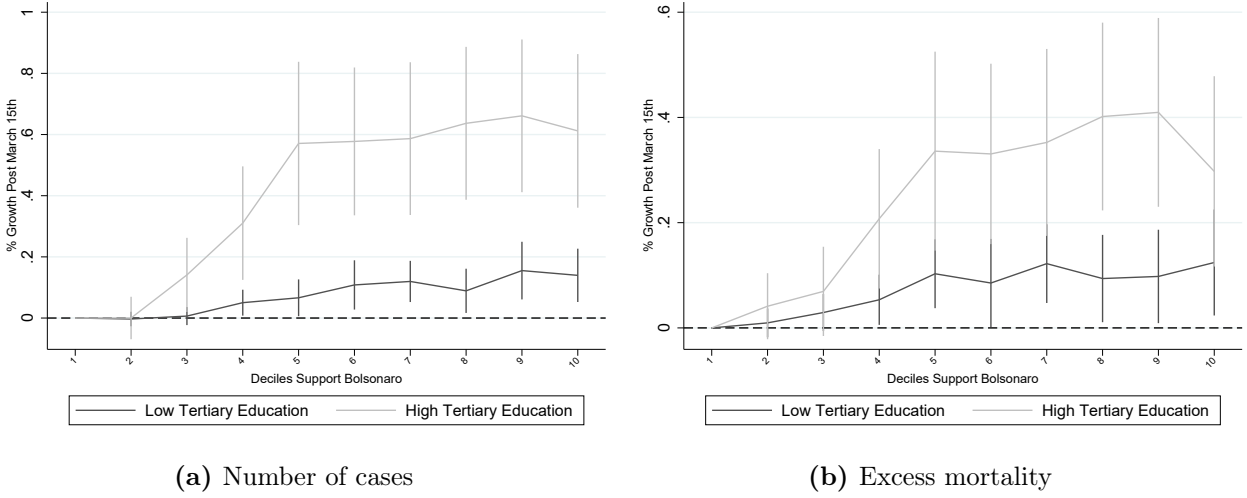 % Growth Post March 15th
1
.8
.6
.4
.2
0
1 2 3 4 5 6 7 8 9 10
Deciles Support Bolsonaro
Low Tertiary Education High Tertiary Education
(a) Number of cases
% Growth Post March 15th
.6
.4
.2
0
1 2 3 4 5 6 7 8 9 10
Deciles Support Bolsonaro
Low Tertiary Education High Tertiary Education
(b) Excess mortality